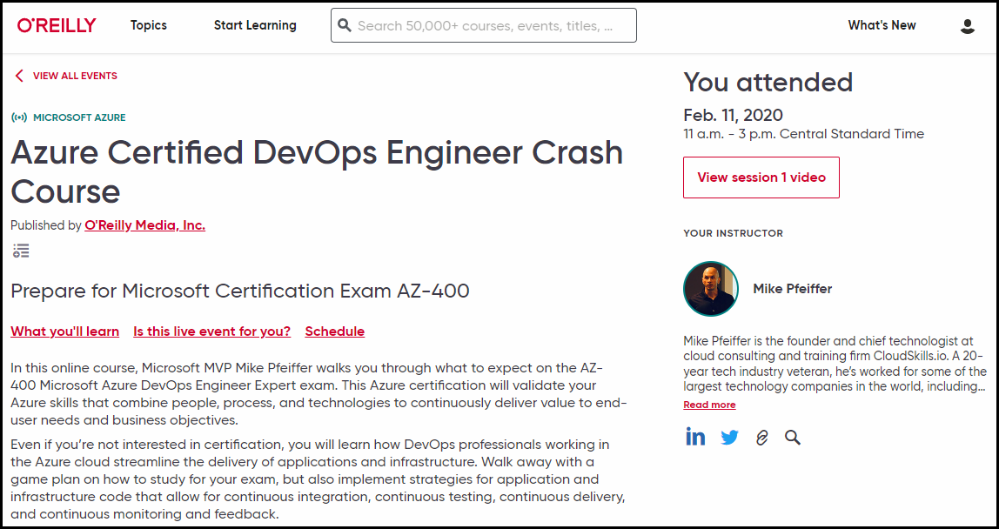 O'REILLY
Topics
Start Learning
Search 50,000+ courses, events, titles, ...
What's New
VIEW ALL EVENTS
MICROSOFT AZURE
Azure Certified DevOps Engineer Crash
Course
Published by O'Reilly Media, Inc.
Prepare for Microsoft Certification Exam AZ-400
What you'll learn Is this live event for you? Schedule
In this online course, Microsoft MVP Mike Pfeiffer walks you through what to expect on the AZ-
400 Microsoft Azure DevOps Engineer Expert exam. This Azure certification will validate your
Azure skills that combine people, process, and technologies to continuously deliver value to end-
user needs and business objectives.
Even if you’re not interested in certification, you will learn how DevOps professionals working in
the Azure cloud streamline the delivery of applications and infrastructure. Walk away with a
game plan on how to study for your exam, but also implement strategies for application and
infrastructure code that allow for continuous integration, continuous testing, continuous delivery,
and continuous monitoring and feedback.
You attended
Feb. 11, 2020
11 a.m. - 3 p.m. Central Standard Time
View session 1 video
YOUR INSTRUCTOR
Mike Pfeiffer
Mike Pfeiffer is the founder and chief technologist at
cloud consulting and training firm CloudSkills.io. A 20-
year tech industry veteran, he’s worked for some of the
largest technology companies in the world, including...
Read more
in